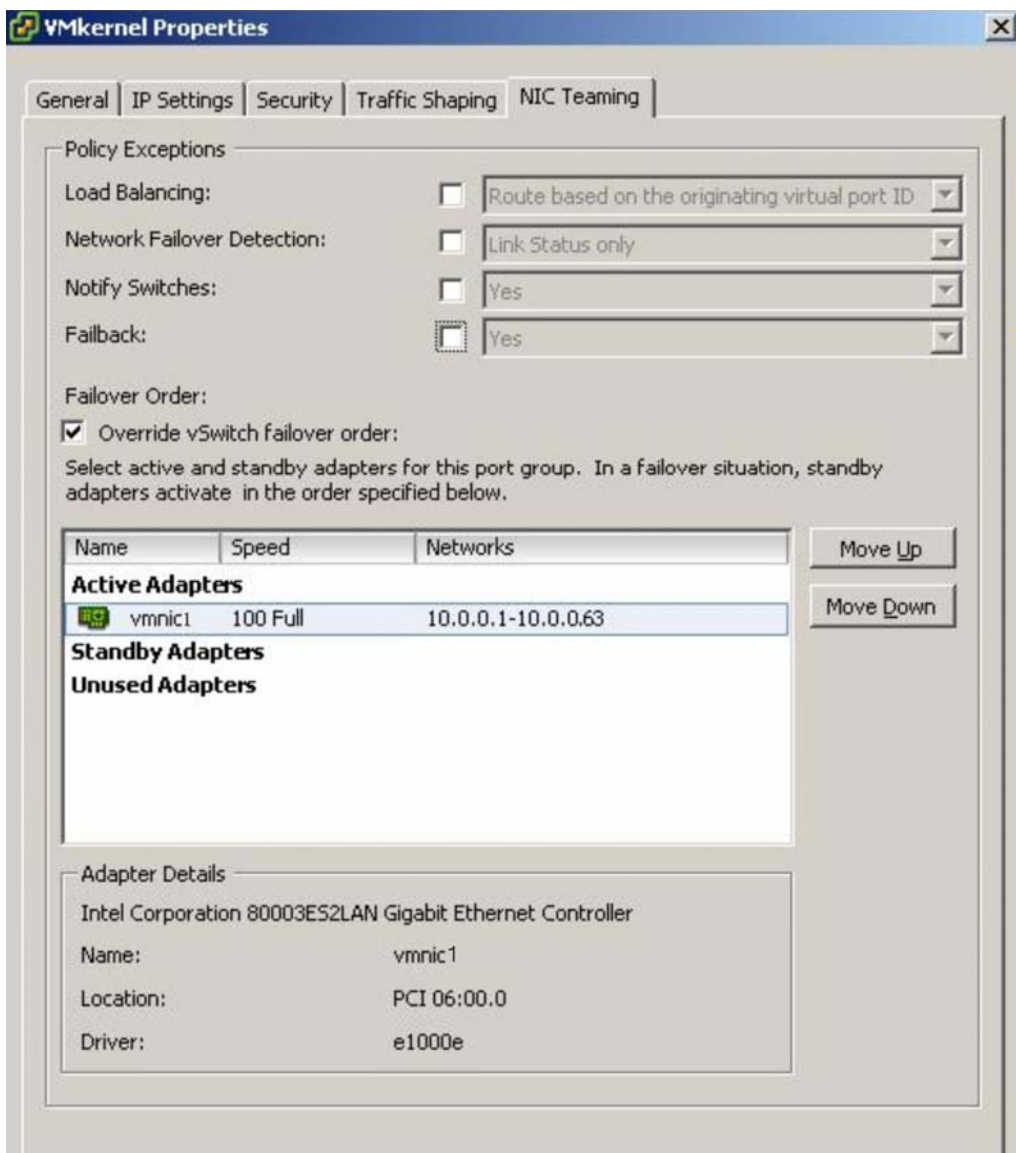 VMkernel Properties
General IP Settings Security Traffic Shaping NIC Teaming
Policy Exceptions
Load Balancing: Route based on the originating virtual port ID
Network Failover Detection: Link Status only
Notify Switches: Yes
Failback: Yes
Failover Order:
Override vSwitch failover order:
Select active and standby adapters for this port group. In a failover situation, standby
adapters activate in the order specified below.
Name Speed Networks
Move Up
Active Adapters
vmnic1 100 Full 10.0.0.1-10.0.0.63
Move Down
Standby Adapters
Unused Adapters
Adapter Details
Intel Corporation 80003ES2LAN Gigabit Ethernet Controller
Name: vmnic1
Location: PCI 06:00.0
Driver: e1000e